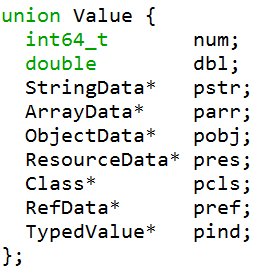 union Value {
  int64_t      num;
  double       dbl;
  StringData*  pstr;
  ArrayData*   parr;
  ObjectData*  pobj;
  ResourceData* pres;
  Class*       pcls;
  RefData*     pref;
  TypedValue*  pind;
};